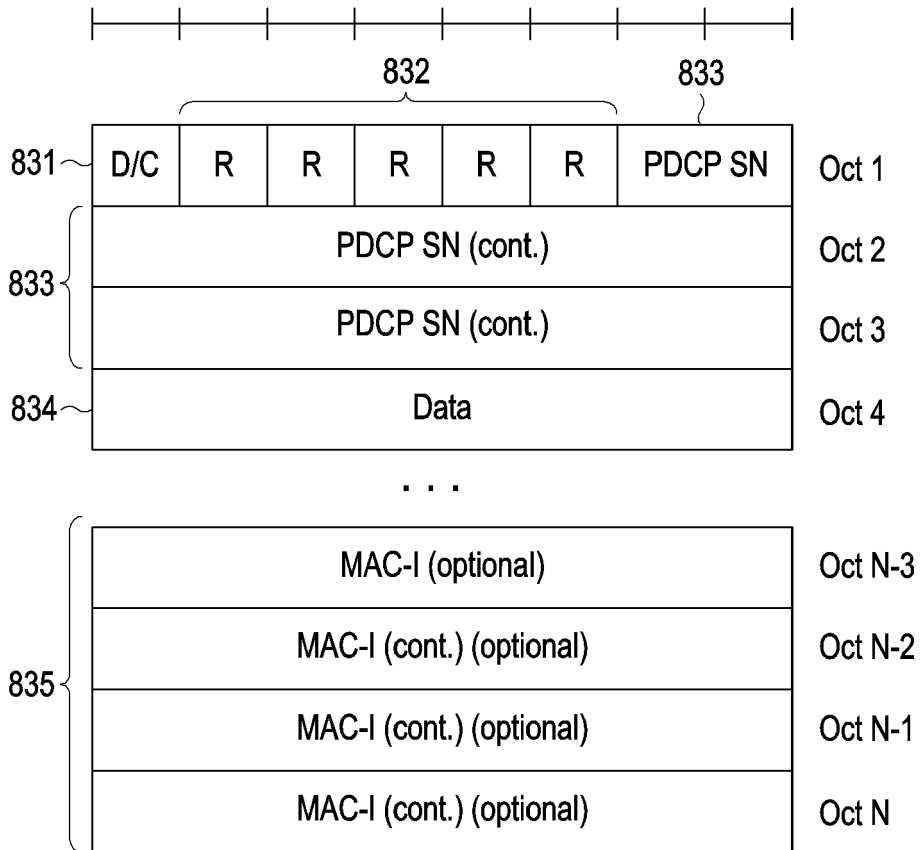 832 833
831 D/C R R R R R PDCP SN Oct 1
PDCP SN (cont.) Oct 2
833
PDCP SN (cont.) Oct 3
834 Data Oct 4
. . .
MAC-I (optional) Oct N-3
MAC-I (cont.) (optional) Oct N-2
835
MAC-I (cont.) (optional) Oct N-1
MAC-I (cont.) (optional) Oct N